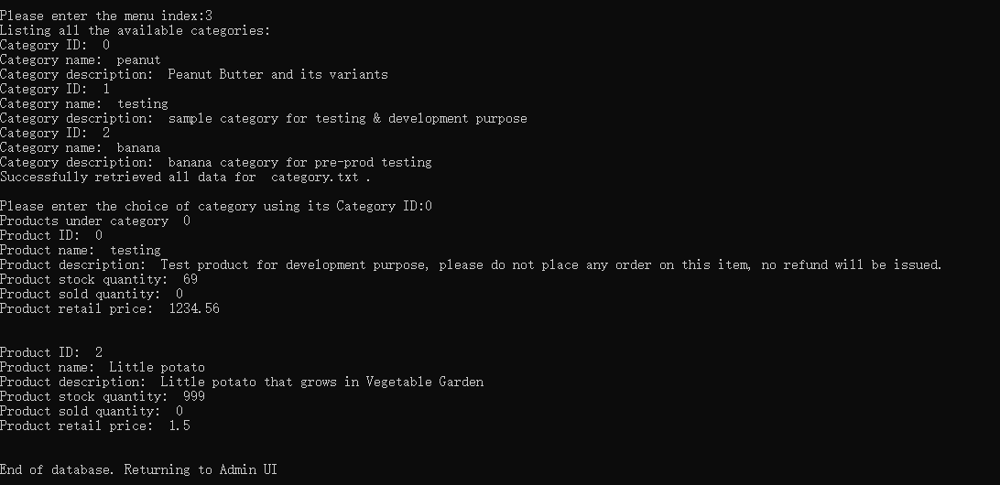 Please enter the menu index:3
Listing all the available categories:
Category ID:  0
Category name:  peanut
Category description:  Peanut Butter and its variants
Category ID:  1
Category name:  testing
Category description:  sample category for testing & development purpose
Category ID:  2
Category name:  banana
Category description:  banana category for pre-prod testing
Successfully retrieved all data for  category.txt .
Please enter the choice of category using its Category ID:0
Products under category  0
Product ID:  0
Product name:  testing
Product description:  Test product for development purpose, please do not place any order on this item, no refund will be issued.
Product stock quantity:  69
Product sold quantity:  0
Product retail price:  1234.56
Product ID:  2
Product name:  Little potato
Product description:  Little potato that grows in Vegetable Garden
Product stock quantity:  999
Product sold quantity:  0
Product retail price:  1.5
End of database. Returning to Admin UI